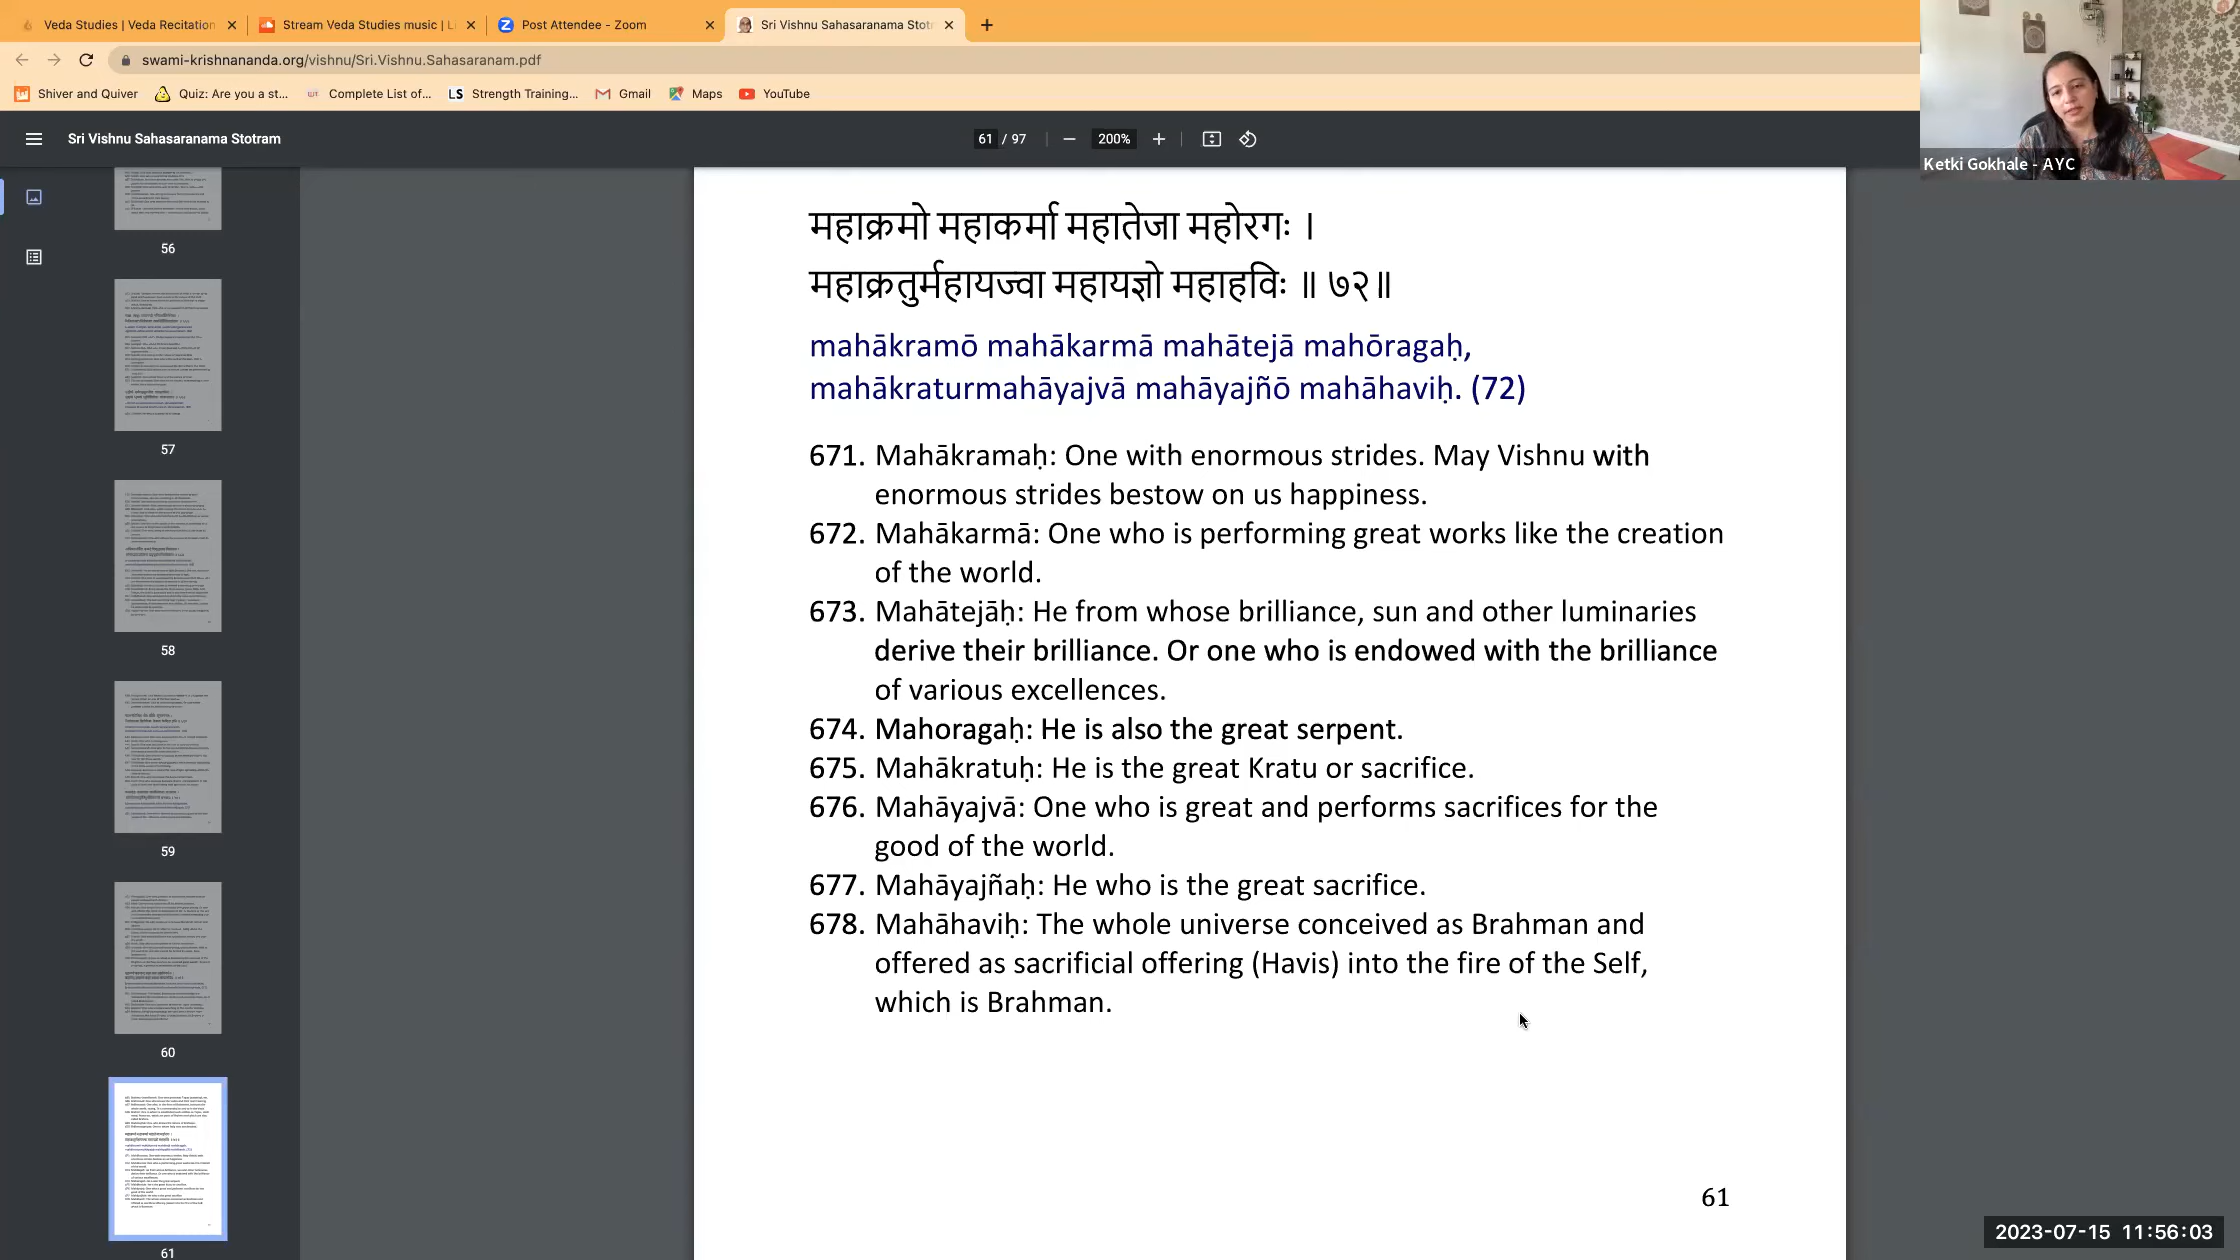 Veda Studies | Veda Recitation
Stream Veda Studies music | Li
Post Attendee - Zoom
Sri Vishnu Sahasaranama Stotr
swami-krishnananda.org/vishnu/Sri.Vishnu.Sahasaranam.pdf
Shiver and Quiver
Quiz: Are you a st...
WT
Complete List of...
LS
Strength Training...
Gmail
Maps
YouTube
Ketki Gokhale - AYC
Sri Vishnu Sahasaranama Stotram
61 / 97
200%
56
57
58
59
60
61
महाक्रमो महाकर्मा महातेजा महोरगः ।
महाक्रतुर्महायज्वा महायज्ञो महाहविः ॥ ७२॥
mahākramō mahākarmā mahātejā mahōragaḥ,
mahākraturmahāyajvā mahāyajñō mahāhaviḥ. (72)
671. Mahākramaḥ: One with enormous strides. May Vishnu with
enormous strides bestow on us happiness.
672. Mahākarmā: One who is performing great works like the creation
of the world.
673. Mahātejāḥ: He from whose brilliance, sun and other luminaries
derive their brilliance. Or one who is endowed with the brilliance
of various excellences.
674. Mahoragaḥ: He is also the great serpent.
675. Mahākratuḥ: He is the great Kratu or sacrifice.
676. Mahāyajvā: One who is great and performs sacrifices for the
good of the world.
677. Mahāyajñaḥ: He who is the great sacrifice.
678. Mahāhaviḥ: The whole universe conceived as Brahman and
offered as sacrificial offering (Havis) into the fire of the Self,
which is Brahman.
61
2023-07-15 11:56:03